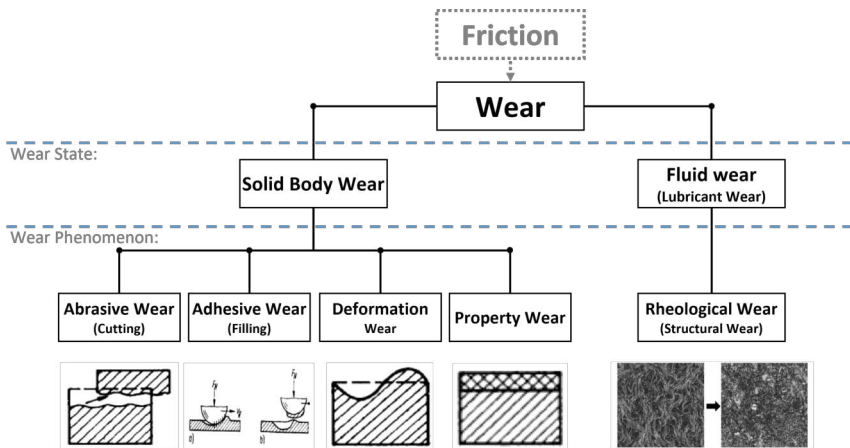 Friction
Wear
Wear State:
Solid Body Wear
Fluid wear
(Lubricant Wear)
Wear Phenomenon:
Abrasive Wear
(Cutting)
Adhesive Wear
(Filling)
Deformation
Wear
Property Wear
Rheological Wear
(Structural Wear)
a)
b)